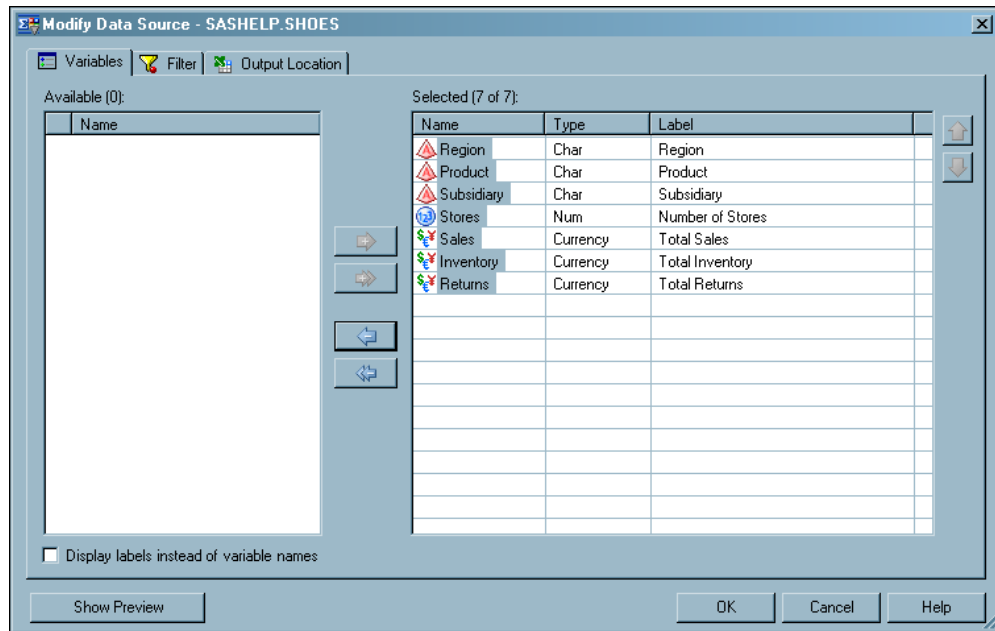 Modify Data Source - SASHELP.SHOES
Variables Filter Output Location
Available (0): Selected (7 of 7):
Name Name Type Label
Region Char Region
Product Char Product
Subsidiary Char Subsidiary
Stores Num Number of Stores
Sales Currency Total Sales
Inventory Currency Total Inventory
Returns Currency Total Returns
Display labels instead of variable names
Show Preview OK Cancel Help